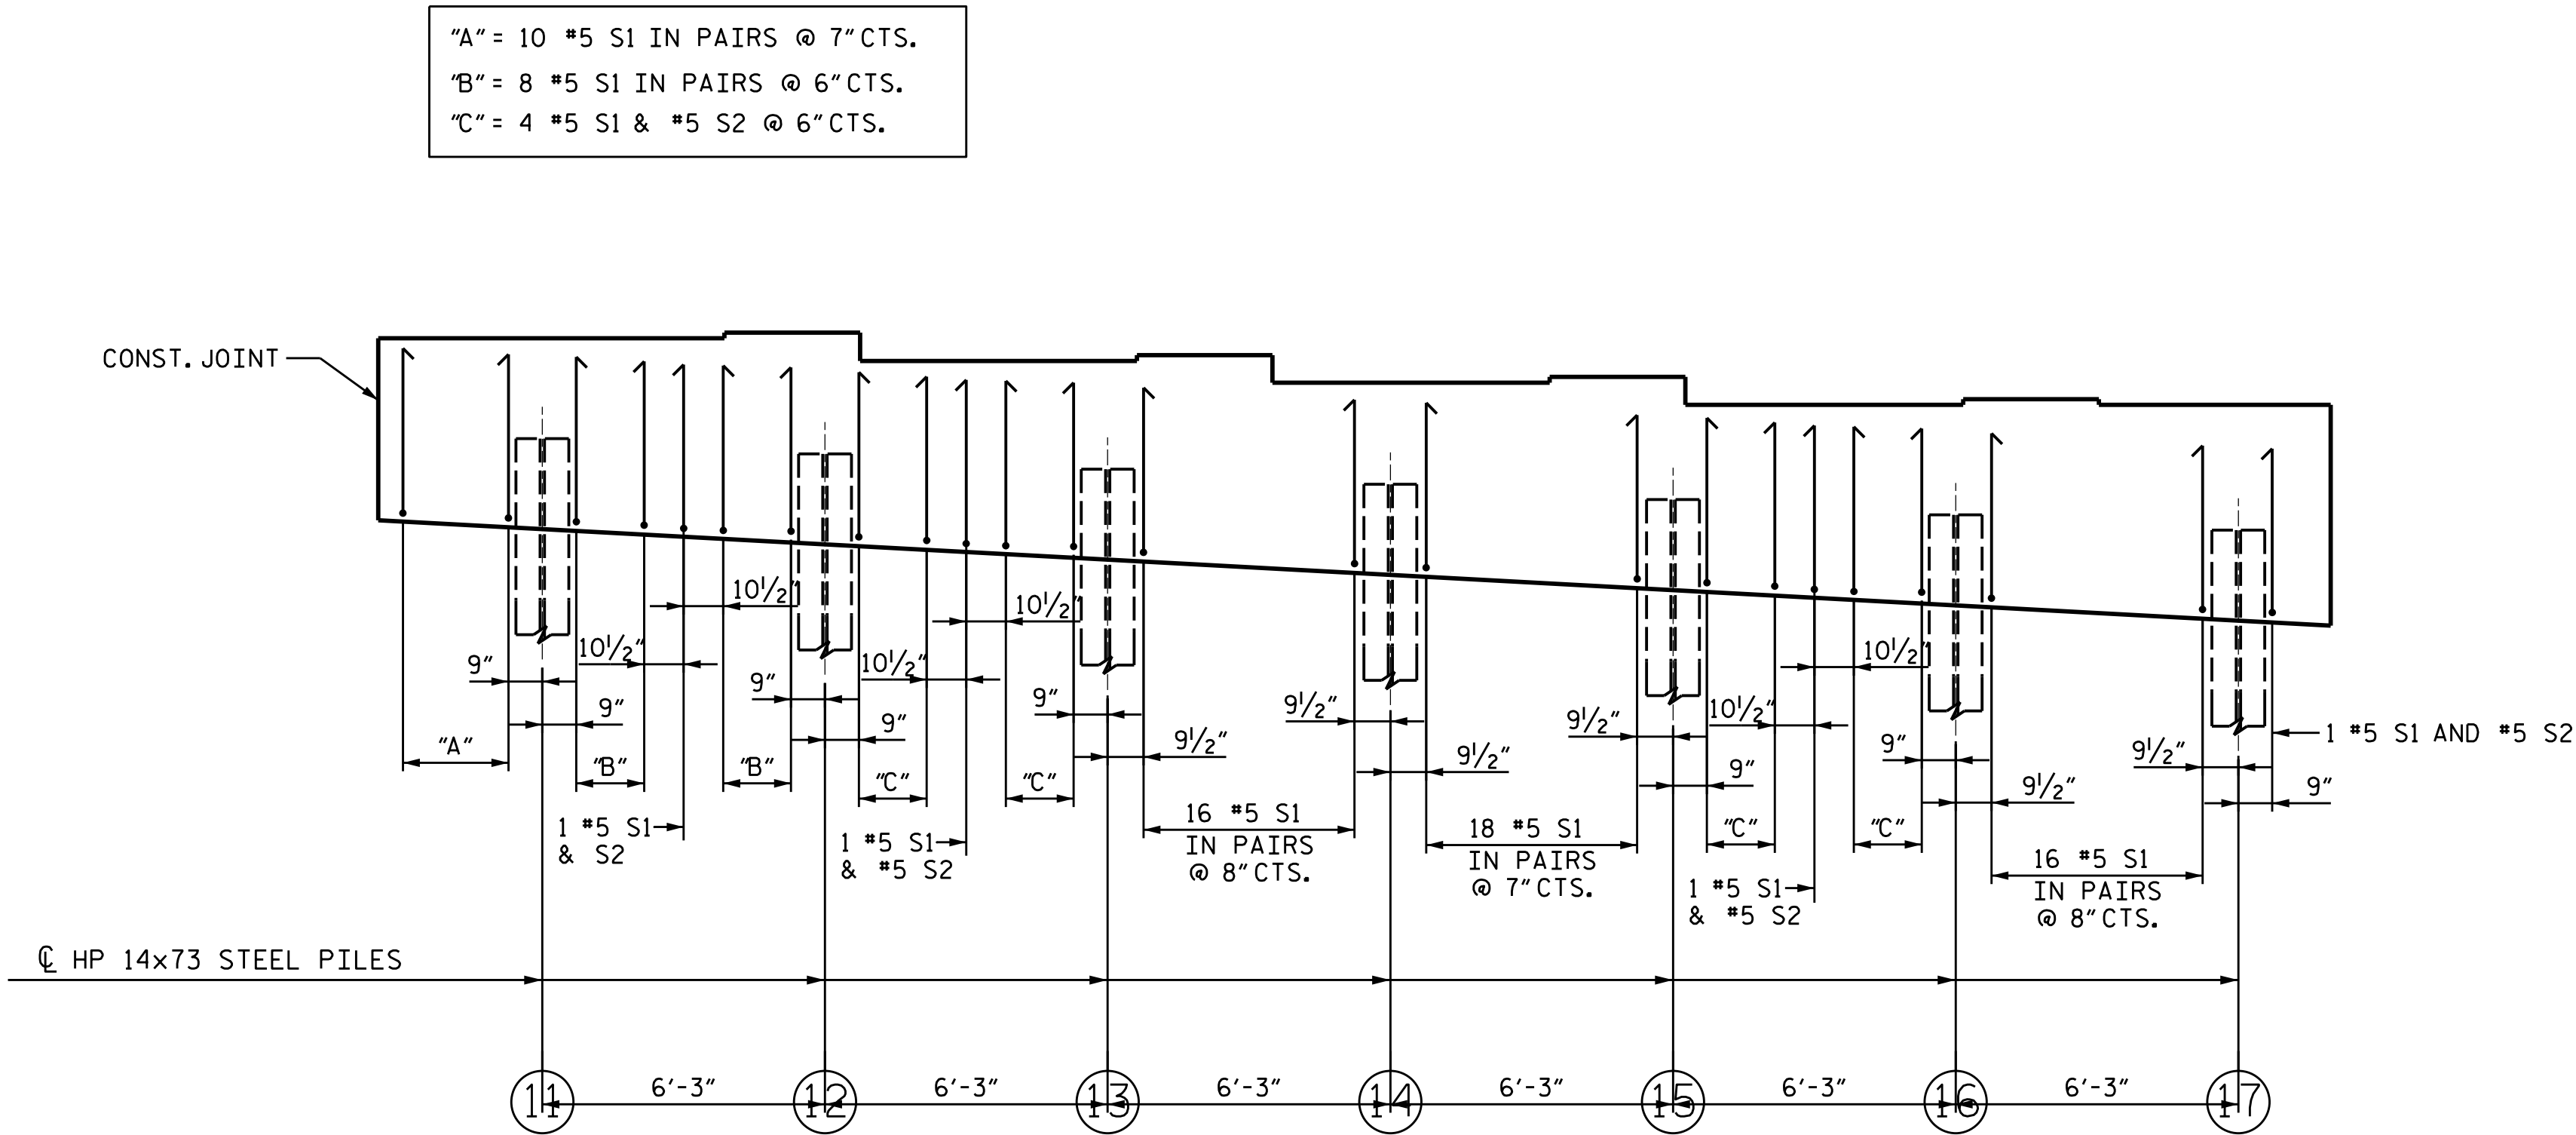 "A" = 10 #5 S1 IN PAIRS @ 7" CTS.
"B" = 8 #5 S1 IN PAIRS @ 6" CTS.
"C" = 4 #5 S1 & #5 S2 @ 6" CTS.
CONST. JOINT
10½"
10½"
10½"
9"
10½"
9"
10½"
10½"
9"
9"
9"
9½"
9½"
9½"
9½"
9"
9½"
9"
9½"
9½"
9"
1 #5 S1 AND #5 S2
"A"
"B"
"B"
"C"
"C"
"C"
"C"
1 #5 S1
& S2
1 #5 S1
& #5 S2
16 #5 S1
IN PAIRS
@ 8" CTS.
18 #5 S1
IN PAIRS
@ 7" CTS.
1 #5 S1
& #5 S2
16 #5 S1
IN PAIRS
@ 8" CTS.
℄ HP 14x73 STEEL PILES
11 6'-3" 12 6'-3" 13 6'-3" 14 6'-3" 15 6'-3" 16 6'-3" 17